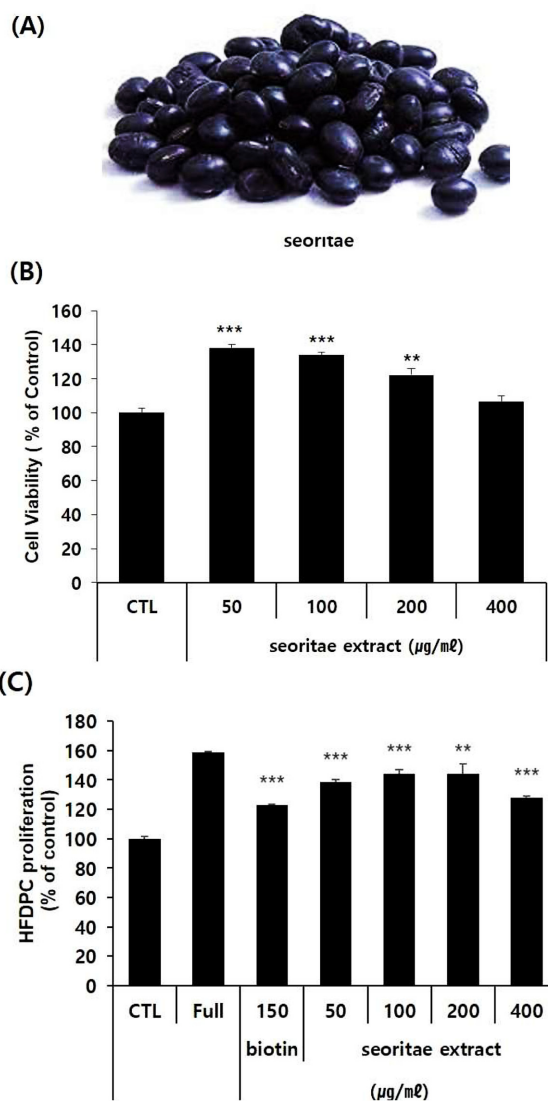 (A)
seoritae
(B)
Cell Viability ( % of Control)
160
140
120
100
80
60
40
20
0
***
***
**
CTL
50
100
200
400
seoritae extract (㎍/㎖)
(C)
HFDPC proliferation
(% of control)
180
160
140
120
100
80
60
40
20
0
***
***
***
**
***
CTL
Full
150
50
100
200
400
biotin
seoritae extract
(㎍/㎖)